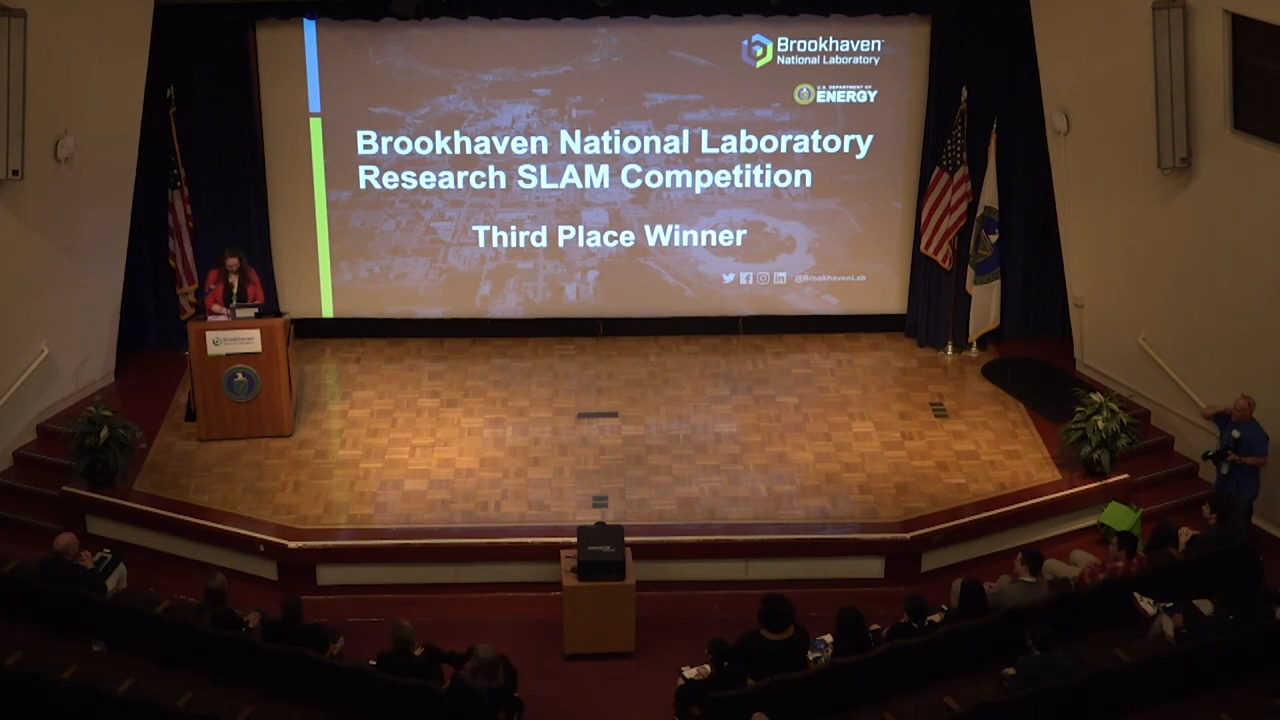 Brookhaven
National Laboratory
U.S. DEPARTMENT OF
ENERGY
Brookhaven National Laboratory
Research SLAM Competition
Third Place Winner
@BrookhavenLab
Brookhaven